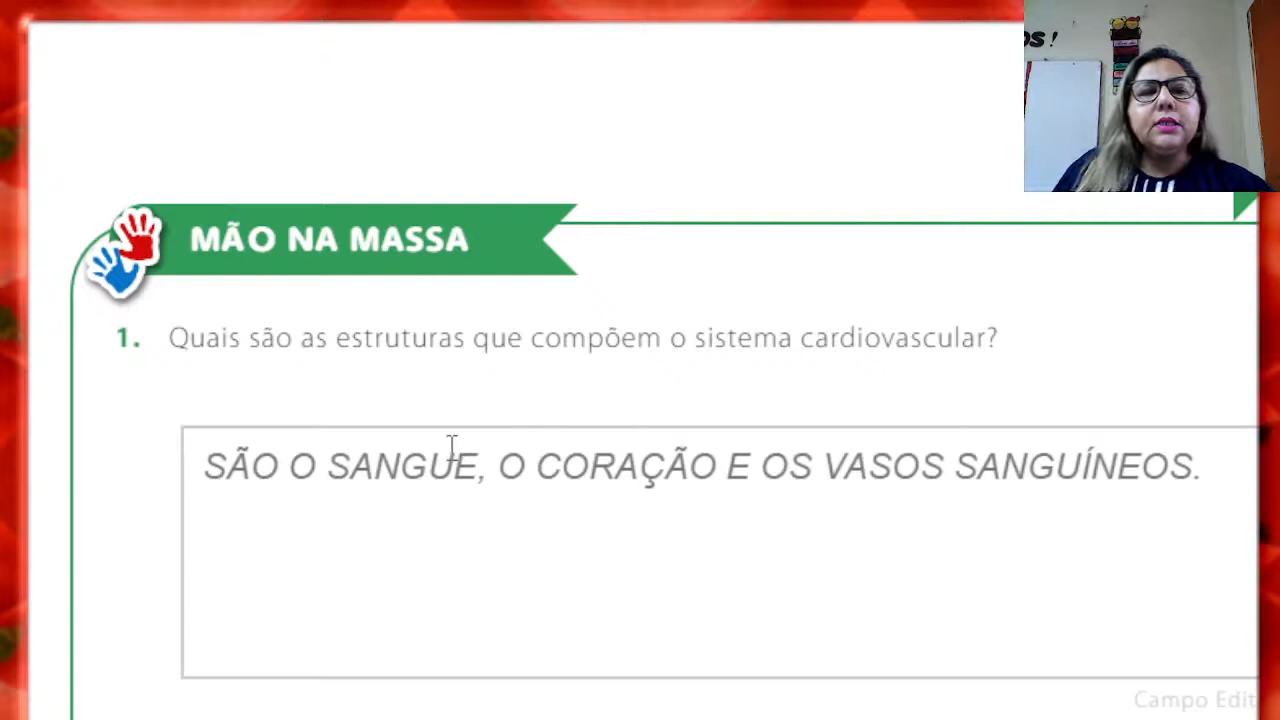 OS!
MÃO NA MASSA
1. Quais são as estruturas que compõem o sistema cardiovascular?
SÃO O SANGUE, O CORAÇÃO E OS VASOS SANGUÍNEOS.
Campo Edit